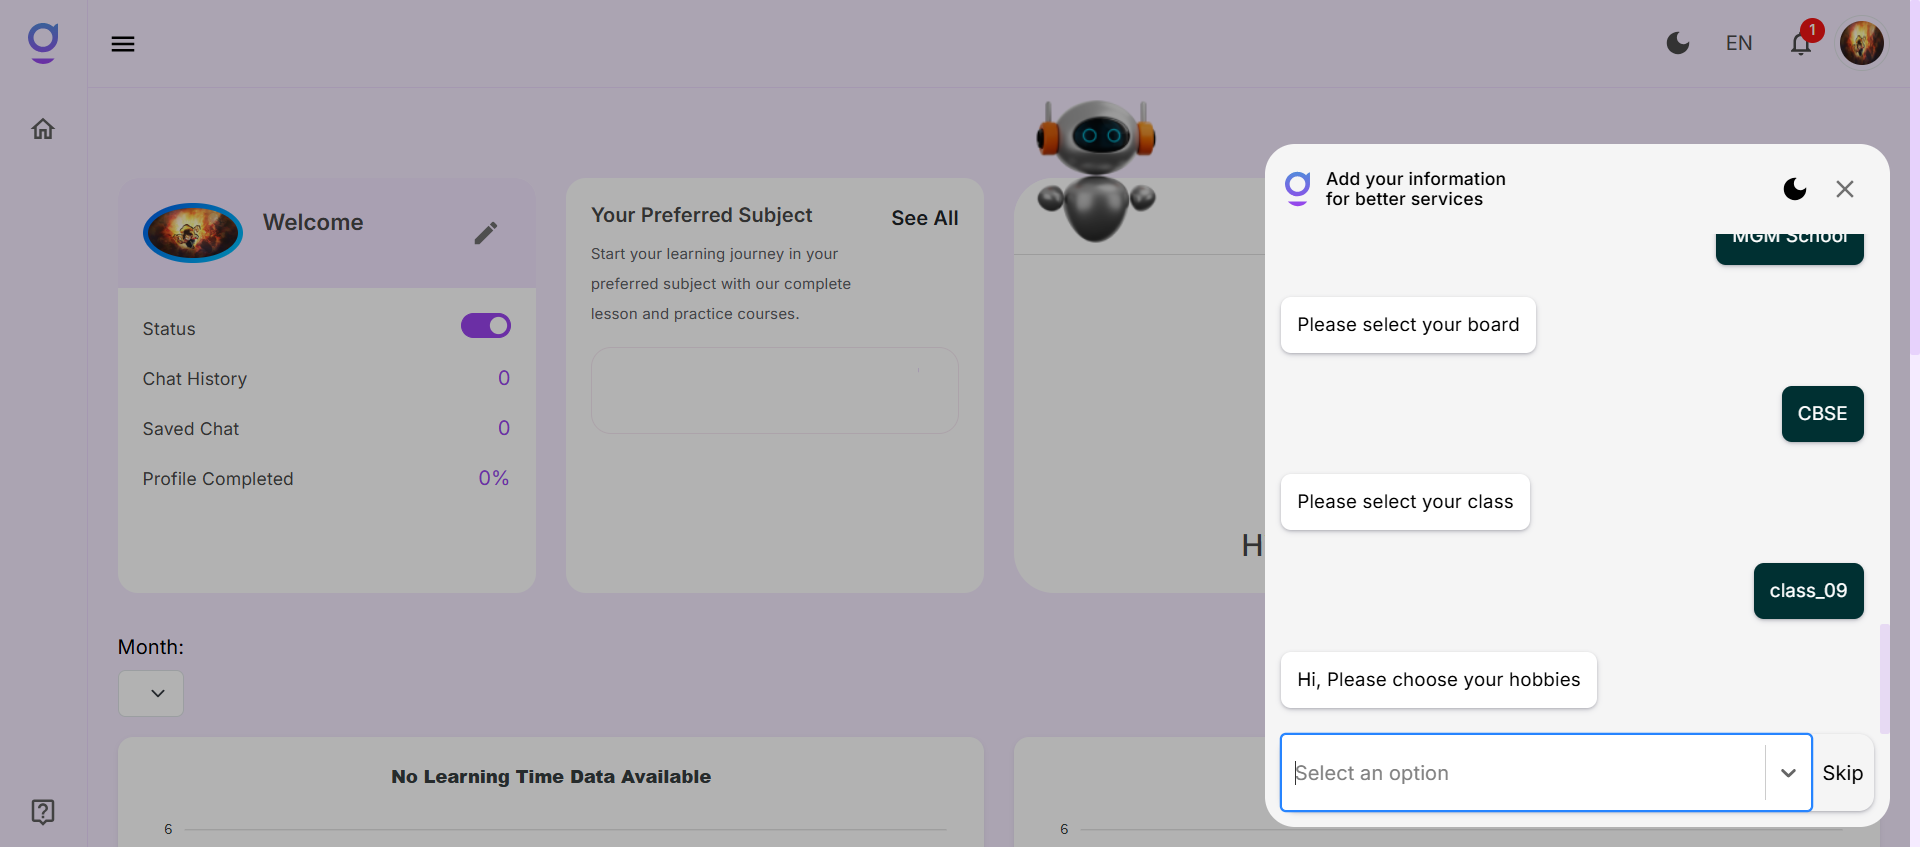 EN
1
Welcome
Status
Chat History 0
Saved Chat 0
Profile Completed 0%
Your Preferred Subject
See All
Start your learning journey in your
preferred subject with our complete
lesson and practice courses.
H
Month:
No Learning Time Data Available
6
6
Add your information
for better services
MGM School
Please select your board
CBSE
Please select your class
class_09
Hi, Please choose your hobbies
Select an option
Skip